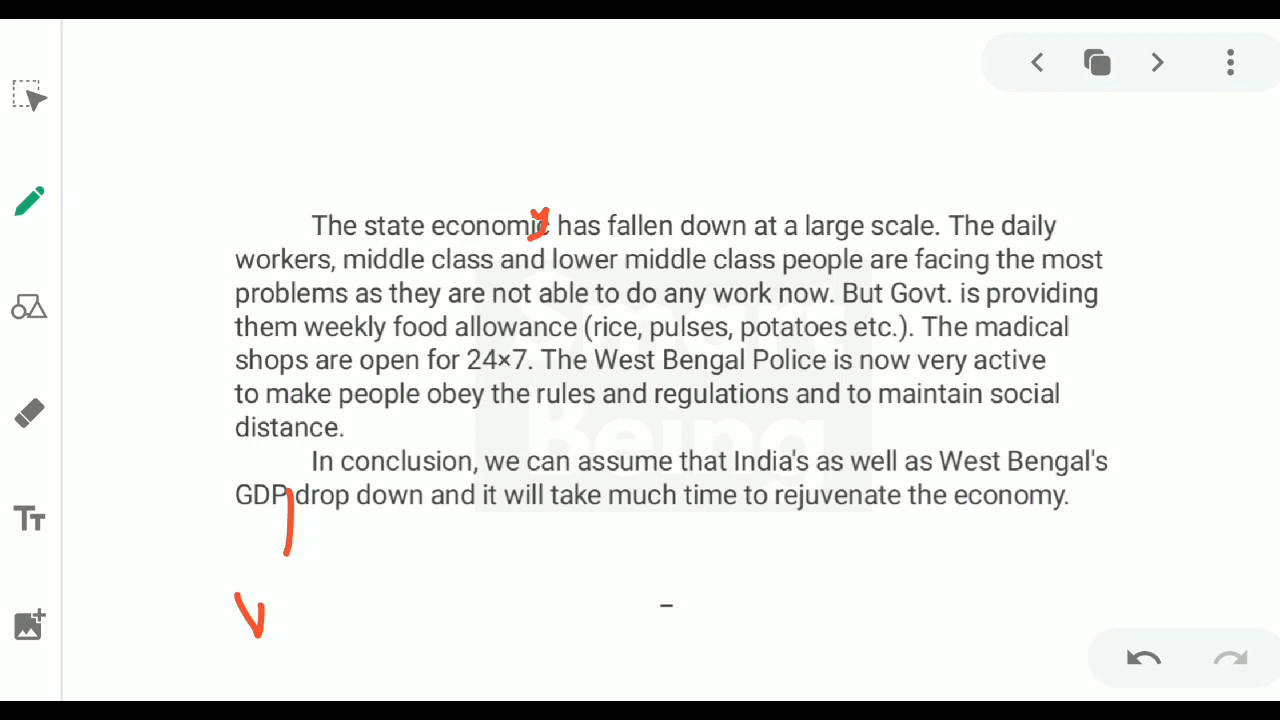 The state economic has fallen down at a large scale. The daily
workers, middle class and lower middle class people are facing the most
problems as they are not able to do any work now. But Govt. is providing
them weekly food allowance (rice, pulses, potatoes etc.). The madical
shops are open for 24×7. The West Bengal Police is now very active
to make people obey the rules and regulations and to maintain social
distance.
In conclusion, we can assume that India's as well as West Bengal's
GDP drop down and it will take much time to rejuvenate the economy.
Smart
Being
y
TT